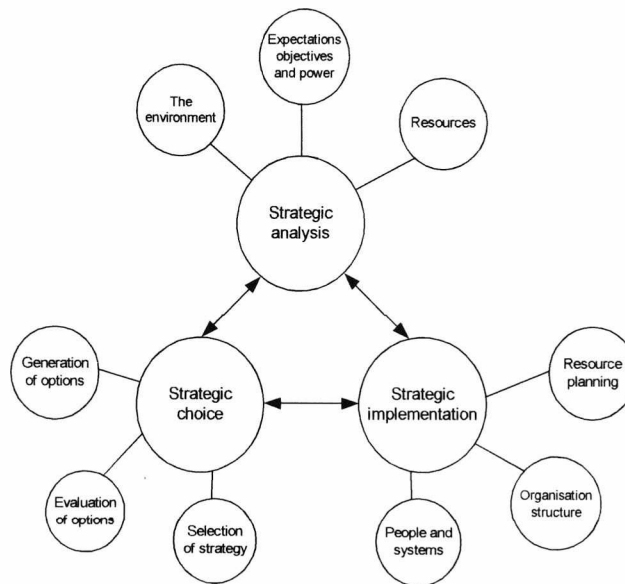 Expectations
objectives
and power
The
environment
Resources
Strategic
analysis
Generation
of options
Strategic
choice
Strategic
implementation
Resource
planning
Evaluation
of options
Selection
of strategy
People and
systems
Organisation
structure